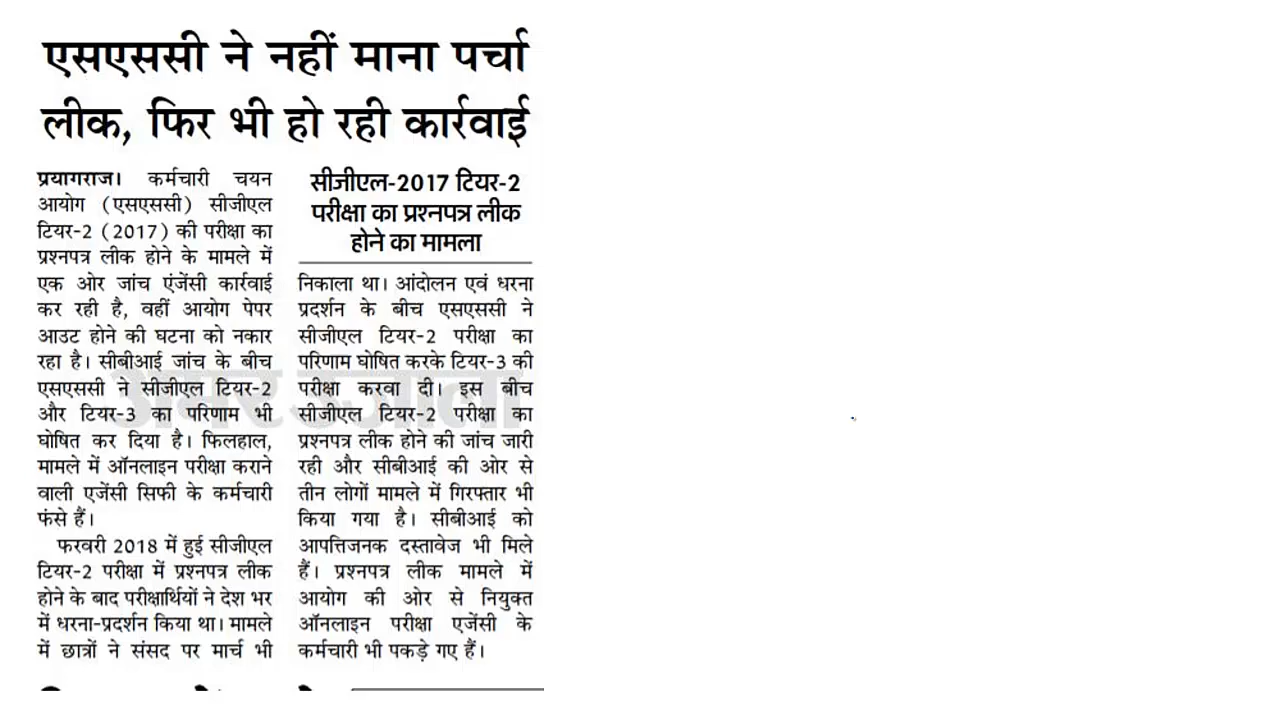 एसएससी ने नहीं माना पर्चा
लीक, फिर भी हो रही कार्रवाई
प्रयागराज। कर्मचारी चयन
आयोग (एसएससी) सीजीएल
टियर-2 (2017) की परीक्षा का
प्रश्नपत्र लीक होने के मामले में
एक ओर जांच एंजेंसी कार्रवाई
कर रही है, वहीं आयोग पेपर
आउट होने की घटना को नकार
रहा है। सीबीआई जांच के बीच
एसएससी ने सीजीएल टियर-2
और टियर-3 का परिणाम भी
घोषित कर दिया है। फिलहाल,
मामले में ऑनलाइन परीक्षा कराने
वाली एजेंसी सिफी के कर्मचारी
फंसे हैं।
फरवरी 2018 में हुई सीजीएल
टियर-2 परीक्षा में प्रश्नपत्र लीक
होने के बाद परीक्षार्थियों ने देश भर
में धरना-प्रदर्शन किया था। मामले
में छात्रों ने संसद पर मार्च भी
सीजीएल-2017 टियर-2
परीक्षा का प्रश्नपत्र लीक
होने का मामला
निकाला था। आंदोलन एवं धरना
प्रदर्शन के बीच एसएससी ने
सीजीएल टियर-2 परीक्षा का
परिणाम घोषित करके टियर-3 की
परीक्षा करवा दी। इस बीच
सीजीएल टियर-2 परीक्षा का
प्रश्नपत्र लीक होने की जांच जारी
रही और सीबीआई की ओर से
तीन लोगों मामले में गिरफ्तार भी
किया गया है। सीबीआई को
आपत्तिजनक दस्तावेज भी मिले
हैं। प्रश्नपत्र लीक मामले में
आयोग की ओर से नियुक्त
ऑनलाइन परीक्षा एजेंसी के
कर्मचारी भी पकड़े गए हैं।
अमर उजाला